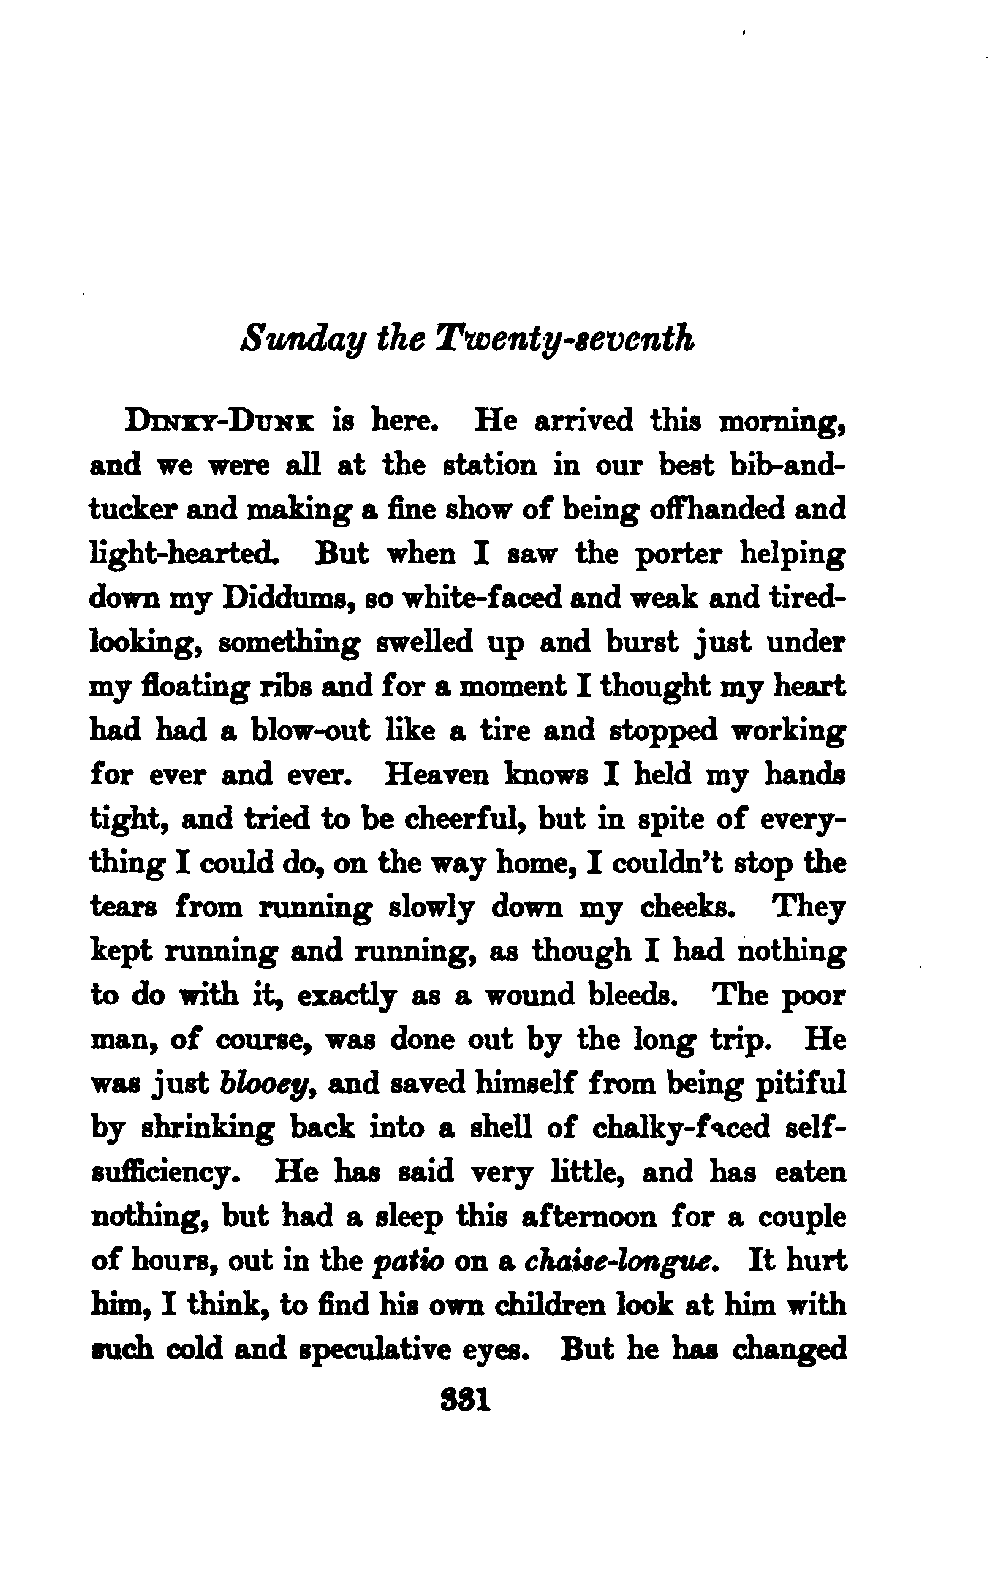 Sunday the Twenty-seventh
Dinky-Dunk is here. He arrived this morning,
and we were all at the station in our best bib-and-
tucker and making a fine show of being offhanded and
light-hearted. But when I saw the porter helping
down my Diddums, so white-faced and weak and tired-
looking, something swelled up and burst just under
my floating ribs and for a moment I thought my heart
had had a blow-out like a tire and stopped working
for ever and ever. Heaven knows I held my hands
tight, and tried to be cheerful, but in spite of every-
thing I could do, on the way home, I couldn't stop the
tears from running slowly down my cheeks. They
kept running and running, as though I had nothing
to do with it, exactly as a wound bleeds. The poor
man, of course, was done out by the long trip. He
was just blooey, and saved himself from being pitiful
by shrinking back into a shell of chalky-faced self-
sufficiency. He has said very little, and has eaten
nothing, but had a sleep this afternoon for a couple
of hours, out in the patio on a chaise-longue. It hurt
him, I think, to find his own children look at him with
such cold and speculative eyes. But he has changed
331